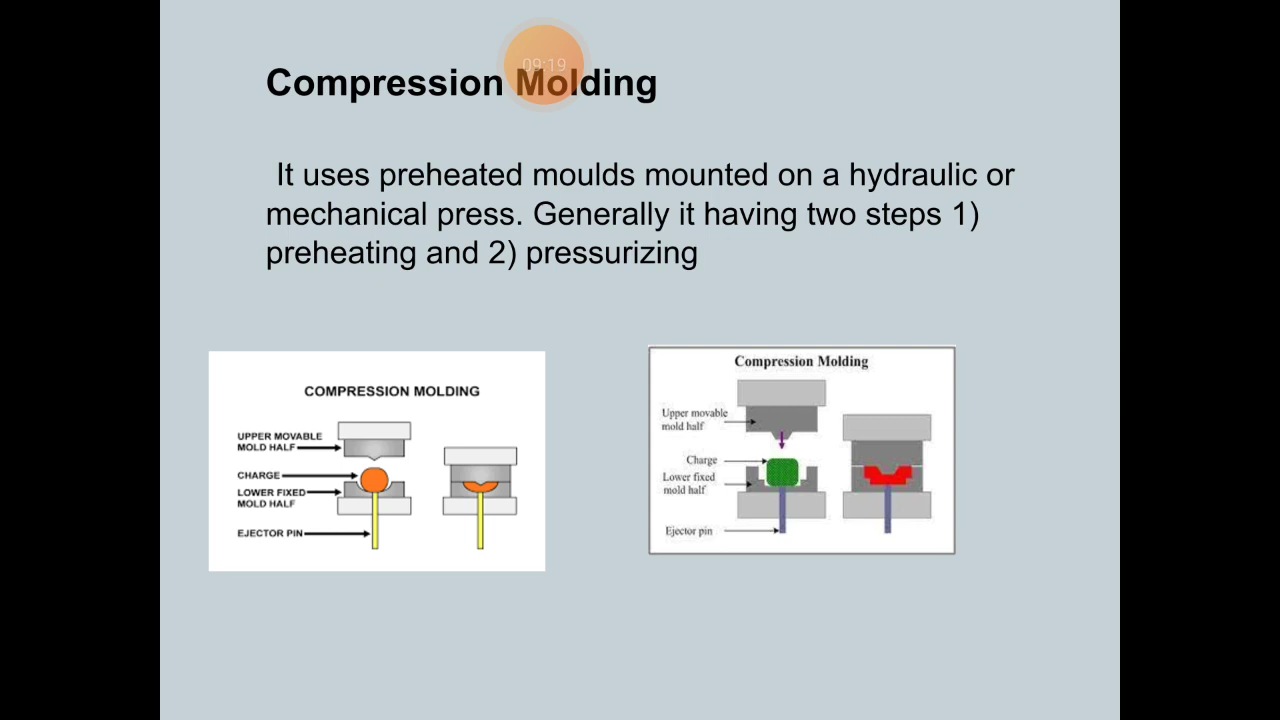 09:19
Compression Molding
It uses preheated moulds mounted on a hydraulic or
mechanical press. Generally it having two steps 1)
preheating and 2) pressurizing
COMPRESSION MOLDING
UPPER MOVABLE
MOLD HALF
CHARGE
LOWER FIXED
MOLD HALF
EJECTOR PIN
Compression Molding
Upper movable
mold half
Charge
Lower fixed
mold half
Ejector pin